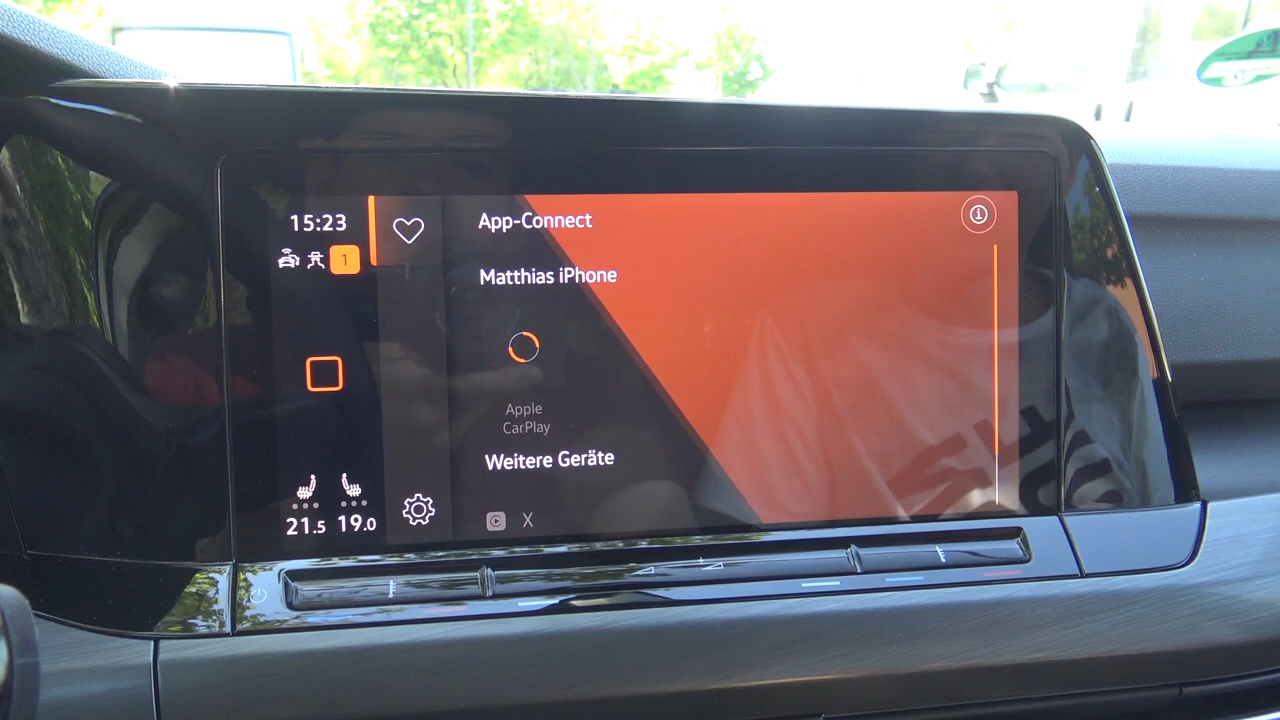 15:23
1
App-Connect
Matthias iPhone
Apple
CarPlay
Weitere Geräte
X
21.5 19.0